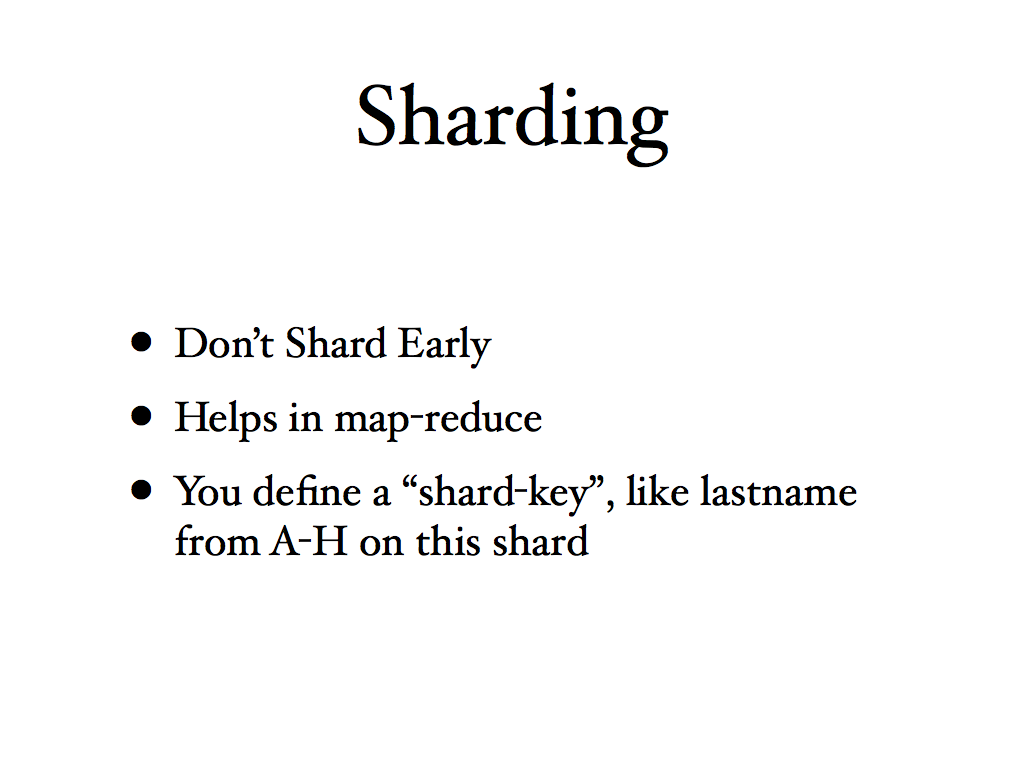 Sharding
• Don’t Shard Early
• Helps in map-reduce
• You define a “shard-key”, like lastname
from A-H on this shard